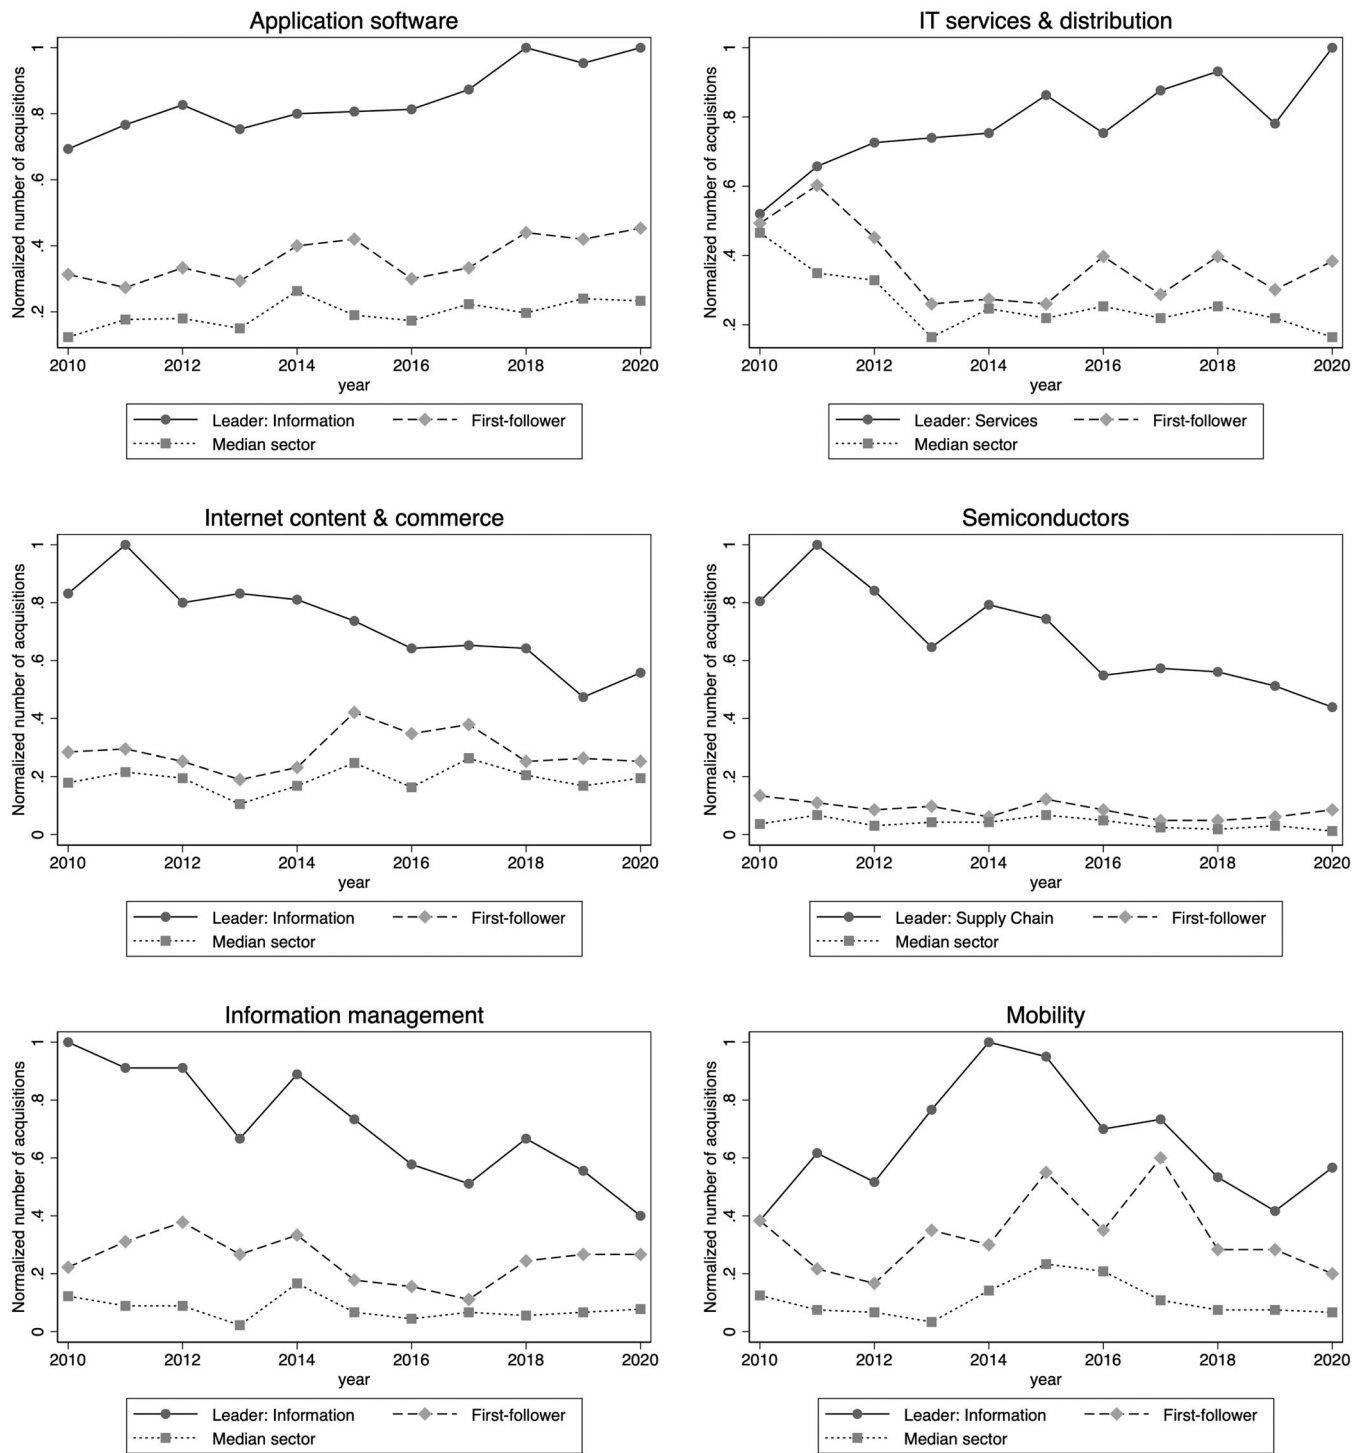 Application software
Normalized number of acquisitions
1
.8
.6
.4
.2
2010 2012 2014 2016 2018 2020
year
Leader: Information First-follower
Median sector
IT services & distribution
Normalized number of acquisitions
1
.8
.6
.4
.2
2010 2012 2014 2016 2018 2020
year
Leader: Services First-follower
Median sector
Internet content & commerce
Normalized number of acquisitions
1
.8
.6
.4
.2
0
2010 2012 2014 2016 2018 2020
year
Leader: Information First-follower
Median sector
Semiconductors
Normalized number of acquisitions
1
.8
.6
.4
.2
0
2010 2012 2014 2016 2018 2020
year
Leader: Supply Chain First-follower
Median sector
Information management
Normalized number of acquisitions
1
.8
.6
.4
.2
0
2010 2012 2014 2016 2018 2020
year
Leader: Information First-follower
Median sector
Mobility
Normalized number of acquisitions
1
.8
.6
.4
.2
0
2010 2012 2014 2016 2018 2020
year
Leader: Information First-follower
Median sector